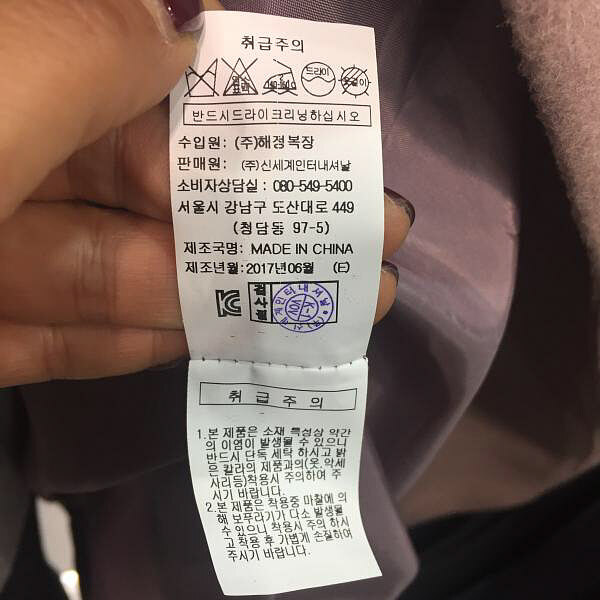 취급주의
염소
표백
드라이
옷걸이
반드시드라이크리닝하십시오
수입원: (주)해정복장
판매원: (주)신세계인터내셔날
소비자상담실 : 080-549-5400
서울시 강남구 도산대로 449
(청담동 97-5)
제조국명: MADE IN CHINA
제조년월:2017년06월 (E)
검사필
취 급 주 의
1.본 제품은 소재 특성상 약간
의 이염이 발생될 수 있으니
반드시 단독 세탁 하시고 밝
은 칼라의 제품과의(옷,악세
사리등)착용시 주의하여 주
시기 바랍니다.
2.본 제품은 착용중 마찰에 의
해 보푸라기가 다소 발생될
수 있으니 착용시 주의 하시
고 착용 후 가볍게 손질하여
주시기 바랍니다.